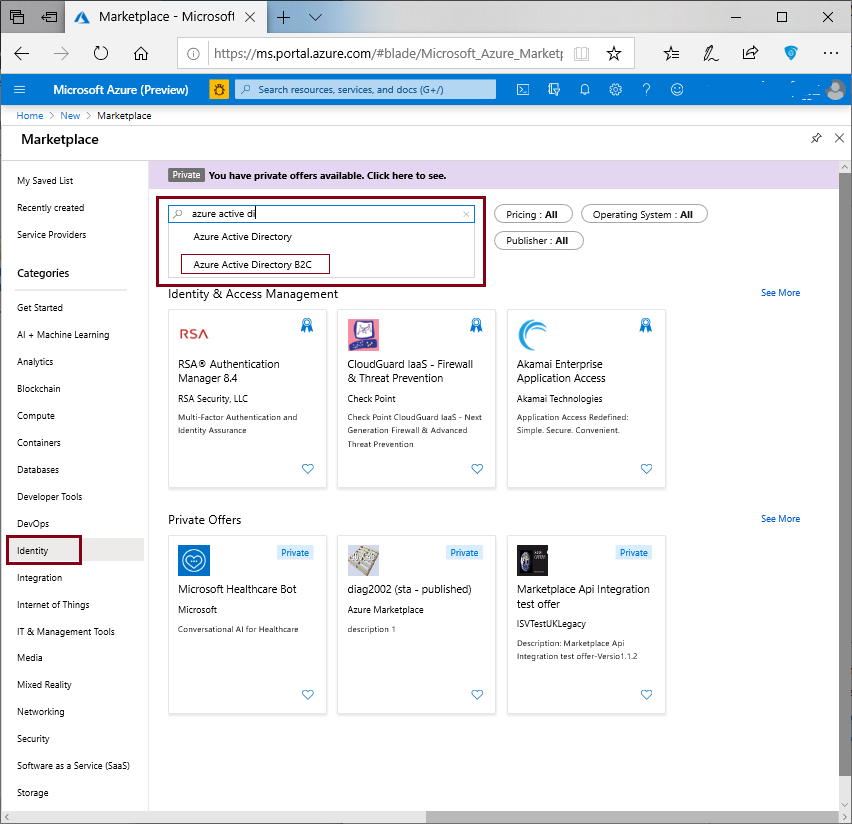 Marketplace - Microsoft
https://ms.portal.azure.com/#blade/Microsoft_Azure_Marketp
Microsoft Azure (Preview)
Search resources, services, and docs (G+/)
Home > New > Marketplace
Marketplace
My Saved List
Recently created
Service Providers
Categories
Get Started
AI + Machine Learning
Analytics
Blockchain
Compute
Containers
Databases
Developer Tools
DevOps
Identity
Integration
Internet of Things
IT & Management Tools
Media
Mixed Reality
Networking
Security
Software as a Service (SaaS)
Storage
Private You have private offers available. Click here to see.
azure active di
Azure Active Directory
Azure Active Directory B2C
Pricing : All
Operating System : All
Publisher : All
Identity & Access Management
See More
RSA
RSA® Authentication
Manager 8.4
RSA Security, LLC
Multi-Factor Authentication and
Identity Assurance
CloudGuard IaaS - Firewall
& Threat Prevention
Check Point
Check Point CloudGuard IaaS - Next
Generation Firewall & Advanced
Threat Prevention
Akamai Enterprise
Application Access
Akamai Technologies
Application Access Redefined:
Simple. Secure. Convenient.
Private Offers
See More
Private
Microsoft Healthcare Bot
Microsoft
Conversational AI for Healthcare
Private
diag2002 (sta - published)
Azure Marketplace
description 1
Private
Marketplace Api Integration
test offer
ISVTestUKLegacy
Description: Marketplace Api
Integration test offer-Versio1.1.2